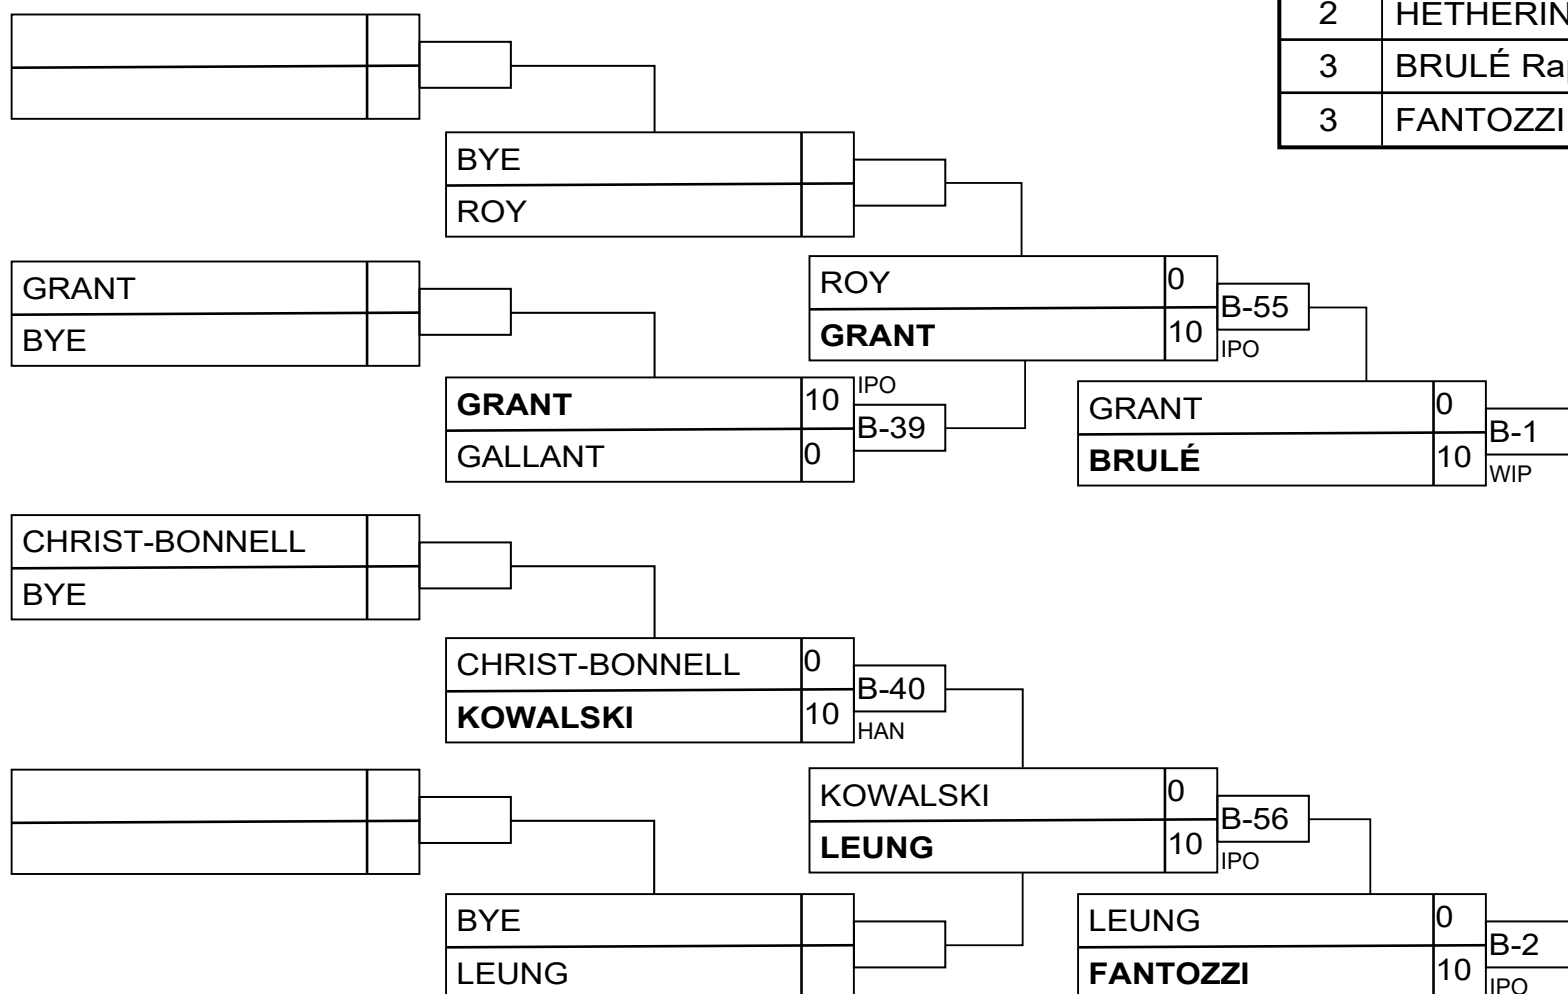 2 HETHERIN
3 BRULÉ Ra
3 FANTOZZI
BYE
ROY
GRANT
BYE
ROY 0
GRANT 10
B-55
IPO
GRANT 10
GALLANT 0
IPO
B-39
GRANT 0
BRULÉ 10
B-1
WIP
CHRIST-BONNELL
BYE
CHRIST-BONNELL 0
KOWALSKI 10
B-40
HAN
KOWALSKI 0
LEUNG 10
B-56
IPO
BYE
LEUNG
LEUNG 0
FANTOZZI 10
B-2
IPO